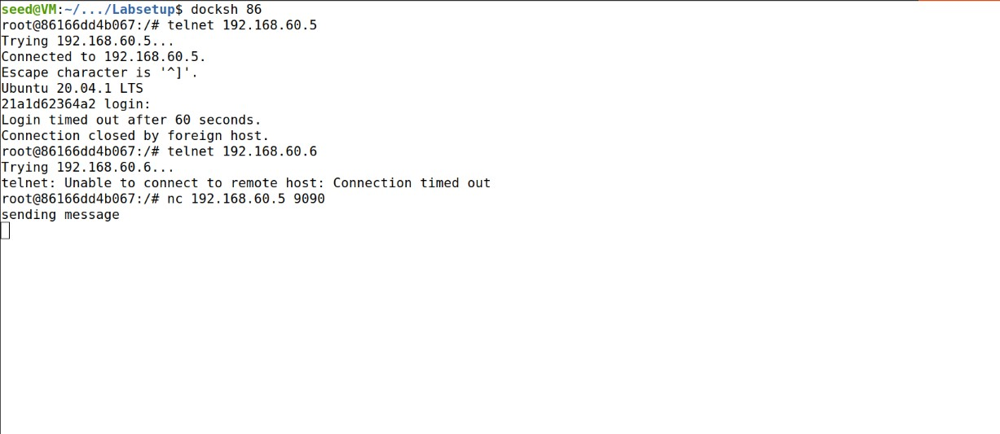 seed@VM:~/.../Labsetup$ docksh 86
root@86166dd4b067:/# telnet 192.168.60.5
Trying 192.168.60.5...
Connected to 192.168.60.5.
Escape character is '^]'.
Ubuntu 20.04.1 LTS
21a1d62364a2 login:
Login timed out after 60 seconds.
Connection closed by foreign host.
root@86166dd4b067:/# telnet 192.168.60.6
Trying 192.168.60.6...
telnet: Unable to connect to remote host: Connection timed out
root@86166dd4b067:/# nc 192.168.60.5 9090
sending message